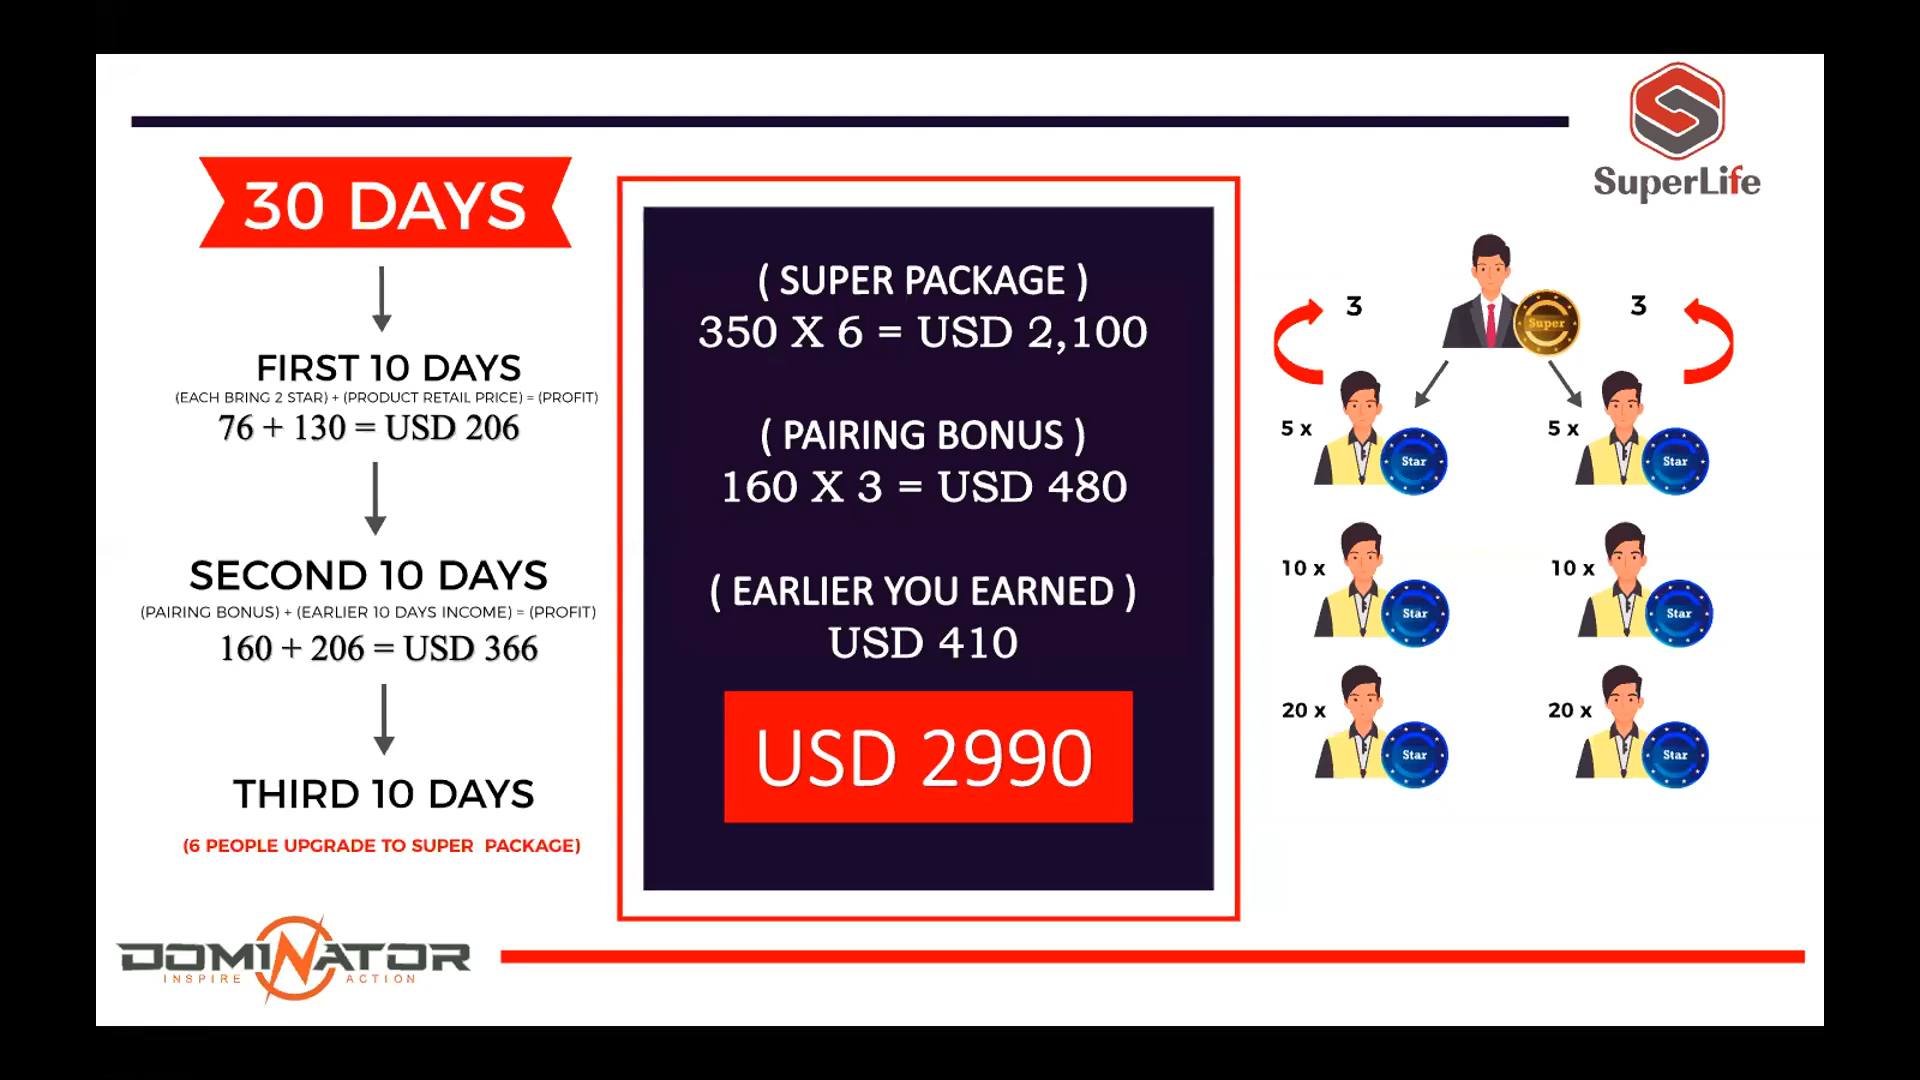 SuperLife
30 DAYS
FIRST 10 DAYS
(EACH BRING 2 STAR) + (PRODUCT RETAIL PRICE) = (PROFIT)
76 + 130 = USD 206
SECOND 10 DAYS
(PAIRING BONUS) + (EARLIER 10 DAYS INCOME) = (PROFIT)
160 + 206 = USD 366
THIRD 10 DAYS
(6 PEOPLE UPGRADE TO SUPER PACKAGE)
( SUPER PACKAGE )
350 X 6 = USD 2,100
( PAIRING BONUS )
160 X 3 = USD 480
( EARLIER YOU EARNED )
USD 410
USD 2990
3
Super
3
5 x
Star
5 x
Star
10 x
Star
10 x
Star
20 x
Star
20 x
Star
DOMINATOR
INSPIRE ACTION